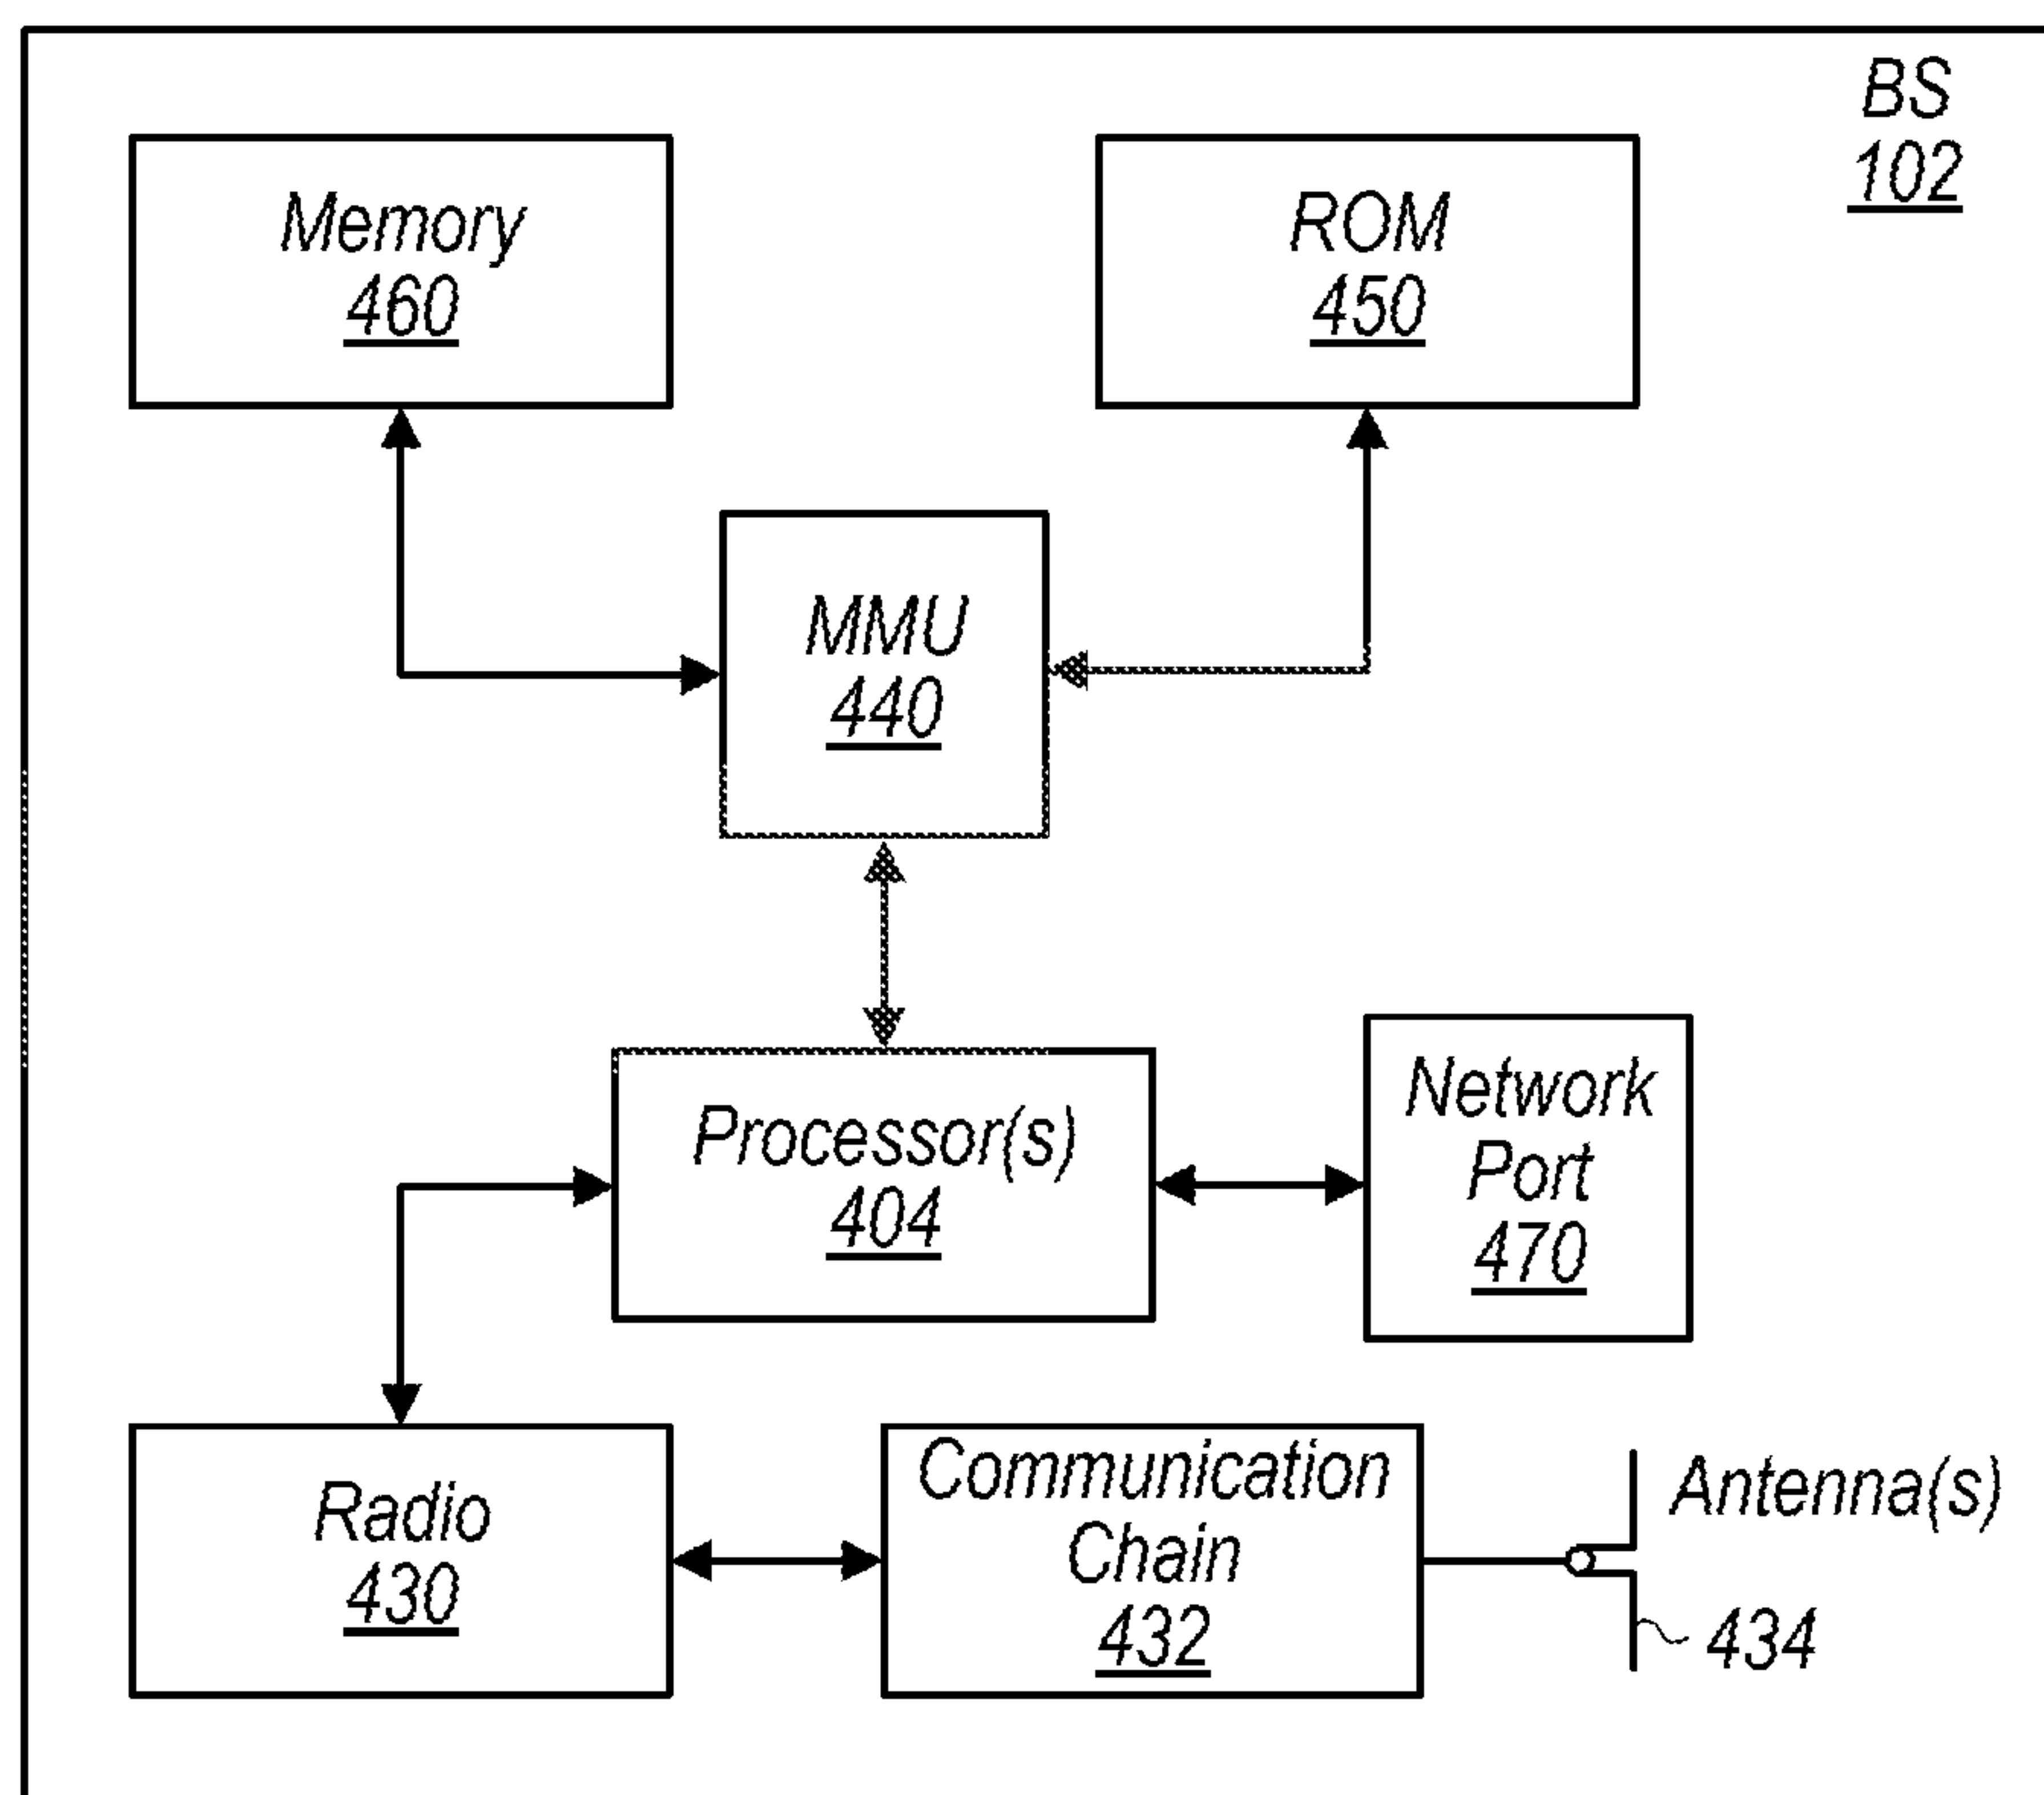 BS
102
Memory
460
ROM
450
MMU
440
Processor(s)
404
Network
Port
470
Radio
430
Communication
Chain
432
Antenna(s)
434